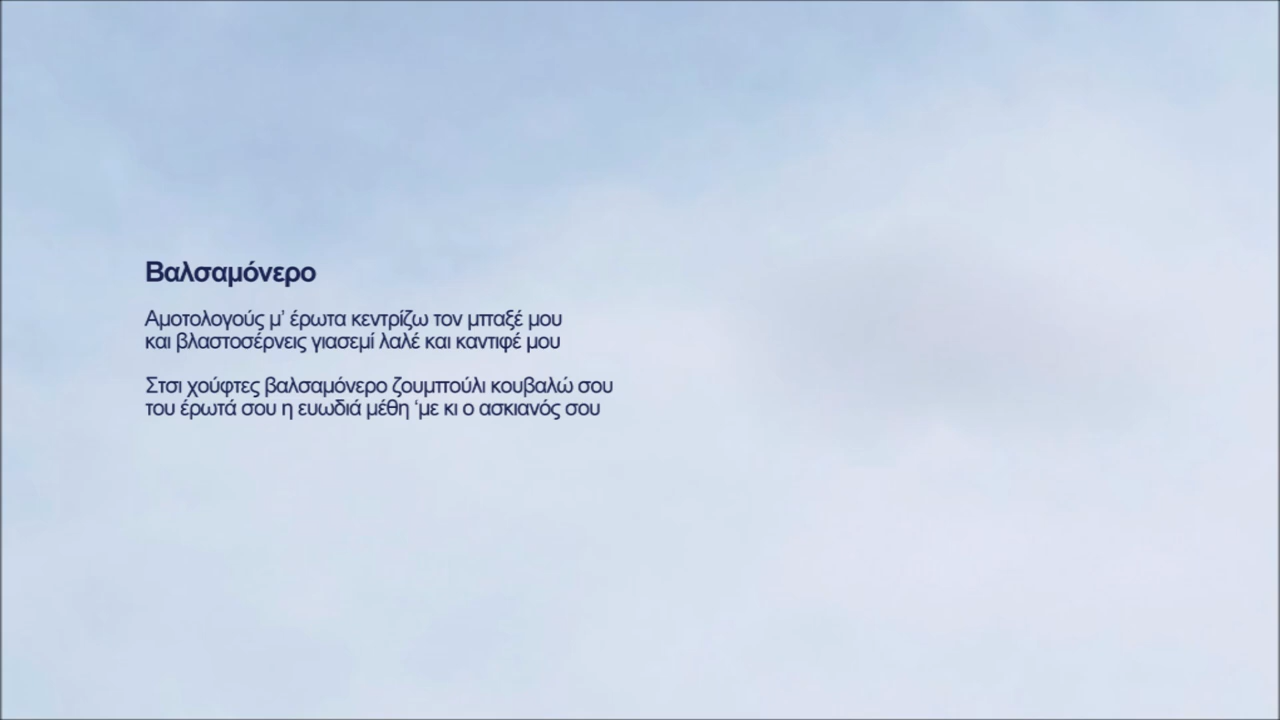 Βαλσαμόνερο
Αμοτολογούς μ’ έρωτα κεντρίζω τον μπαξέ μου
και βλαστοσέρνεις γιασεμί λαλέ και καντιφέ μου
Στσι χούφτες βαλσαμόνερο ζουμπούλι κουβαλώ σου
του έρωτά σου η ευωδιά μέθη ‘με κι ο ασκιανός σου